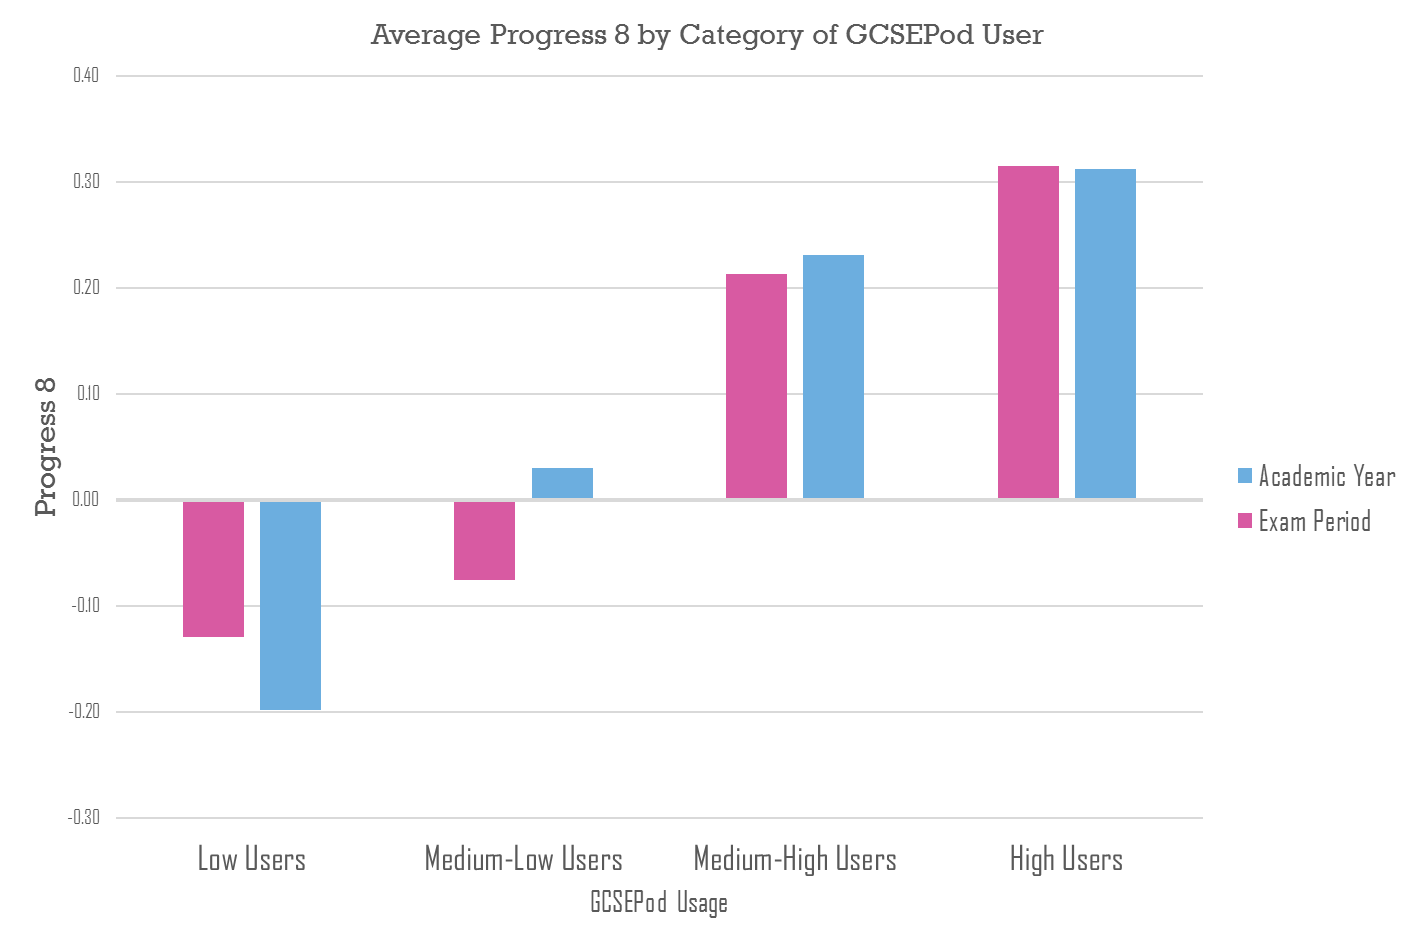 Average Progress 8 by Category of GCSEPod User
0.40
0.30
0.20
0.10
0.00
-0.10
-0.20
-0.30
Progress 8
Low Users
Medium-Low Users
Medium-High Users
High Users
GCSEPod Usage
Academic Year
Exam Period